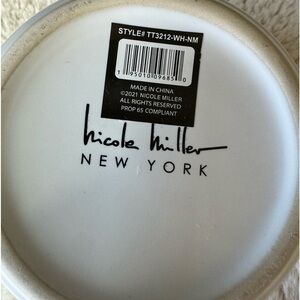 STYLE# TT3212-WH-NM
1 95010 09685 0
MADE IN CHINA
©2021 NICOLE MILLER
ALL RIGHTS RESERVED
PROP 65 COMPLIANT
nicole miller
NEW YORK